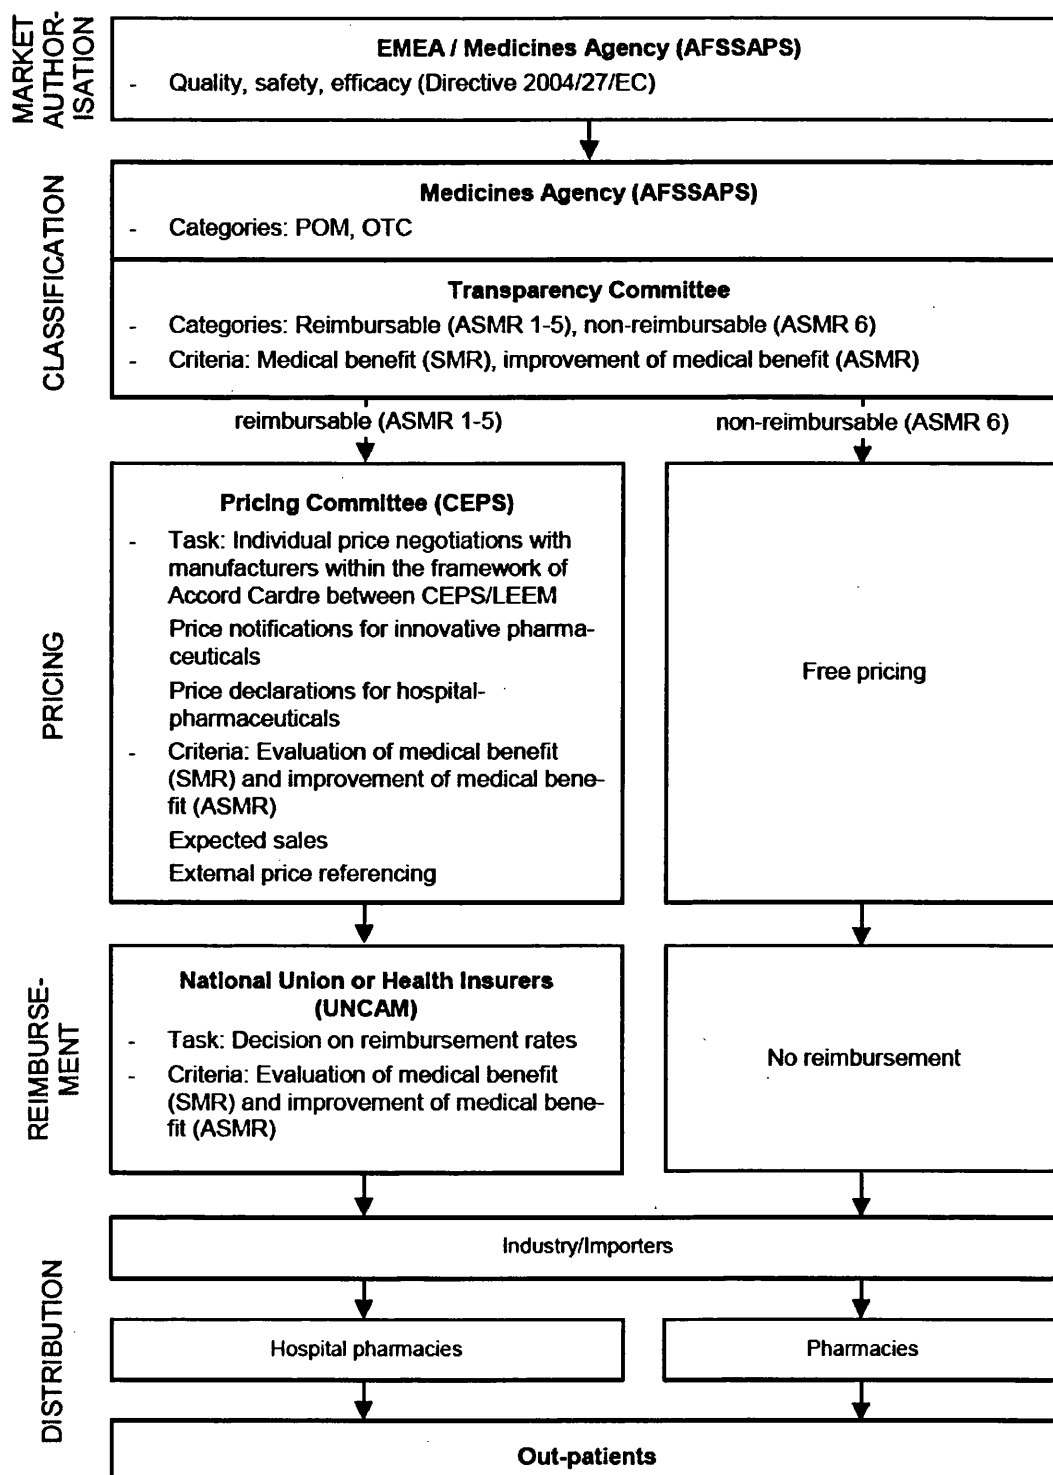 MARKET
AUTHOR-
ISATION
EMEA / Medicines Agency (AFSSAPS)
- Quality, safety, efficacy (Directive 2004/27/EC)
CLASSIFICATION
Medicines Agency (AFSSAPS)
- Categories: POM, OTC
Transparency Committee
- Categories: Reimbursable (ASMR 1-5), non-reimbursable (ASMR 6)
- Criteria: Medical benefit (SMR), improvement of medical benefit (ASMR)
reimbursable (ASMR 1-5)
non-reimbursable (ASMR 6)
PRICING
Pricing Committee (CEPS)
- Task: Individual price negotiations with
manufacturers within the framework of
Accord Cardre between CEPS/LEEM
Price notifications for innovative pharma-
ceuticals
Price declarations for hospital-
pharmaceuticals
- Criteria: Evaluation of medical benefit
(SMR) and improvement of medical bene-
fit (ASMR)
Expected sales
External price referencing
Free pricing
REIMBURSE-
MENT
National Union or Health Insurers
(UNCAM)
- Task: Decision on reimbursement rates
- Criteria: Evaluation of medical benefit
(SMR) and improvement of medical bene-
fit (ASMR)
No reimbursement
DISTRIBUTION
Industry/Importers
Hospital pharmacies
Pharmacies
Out-patients